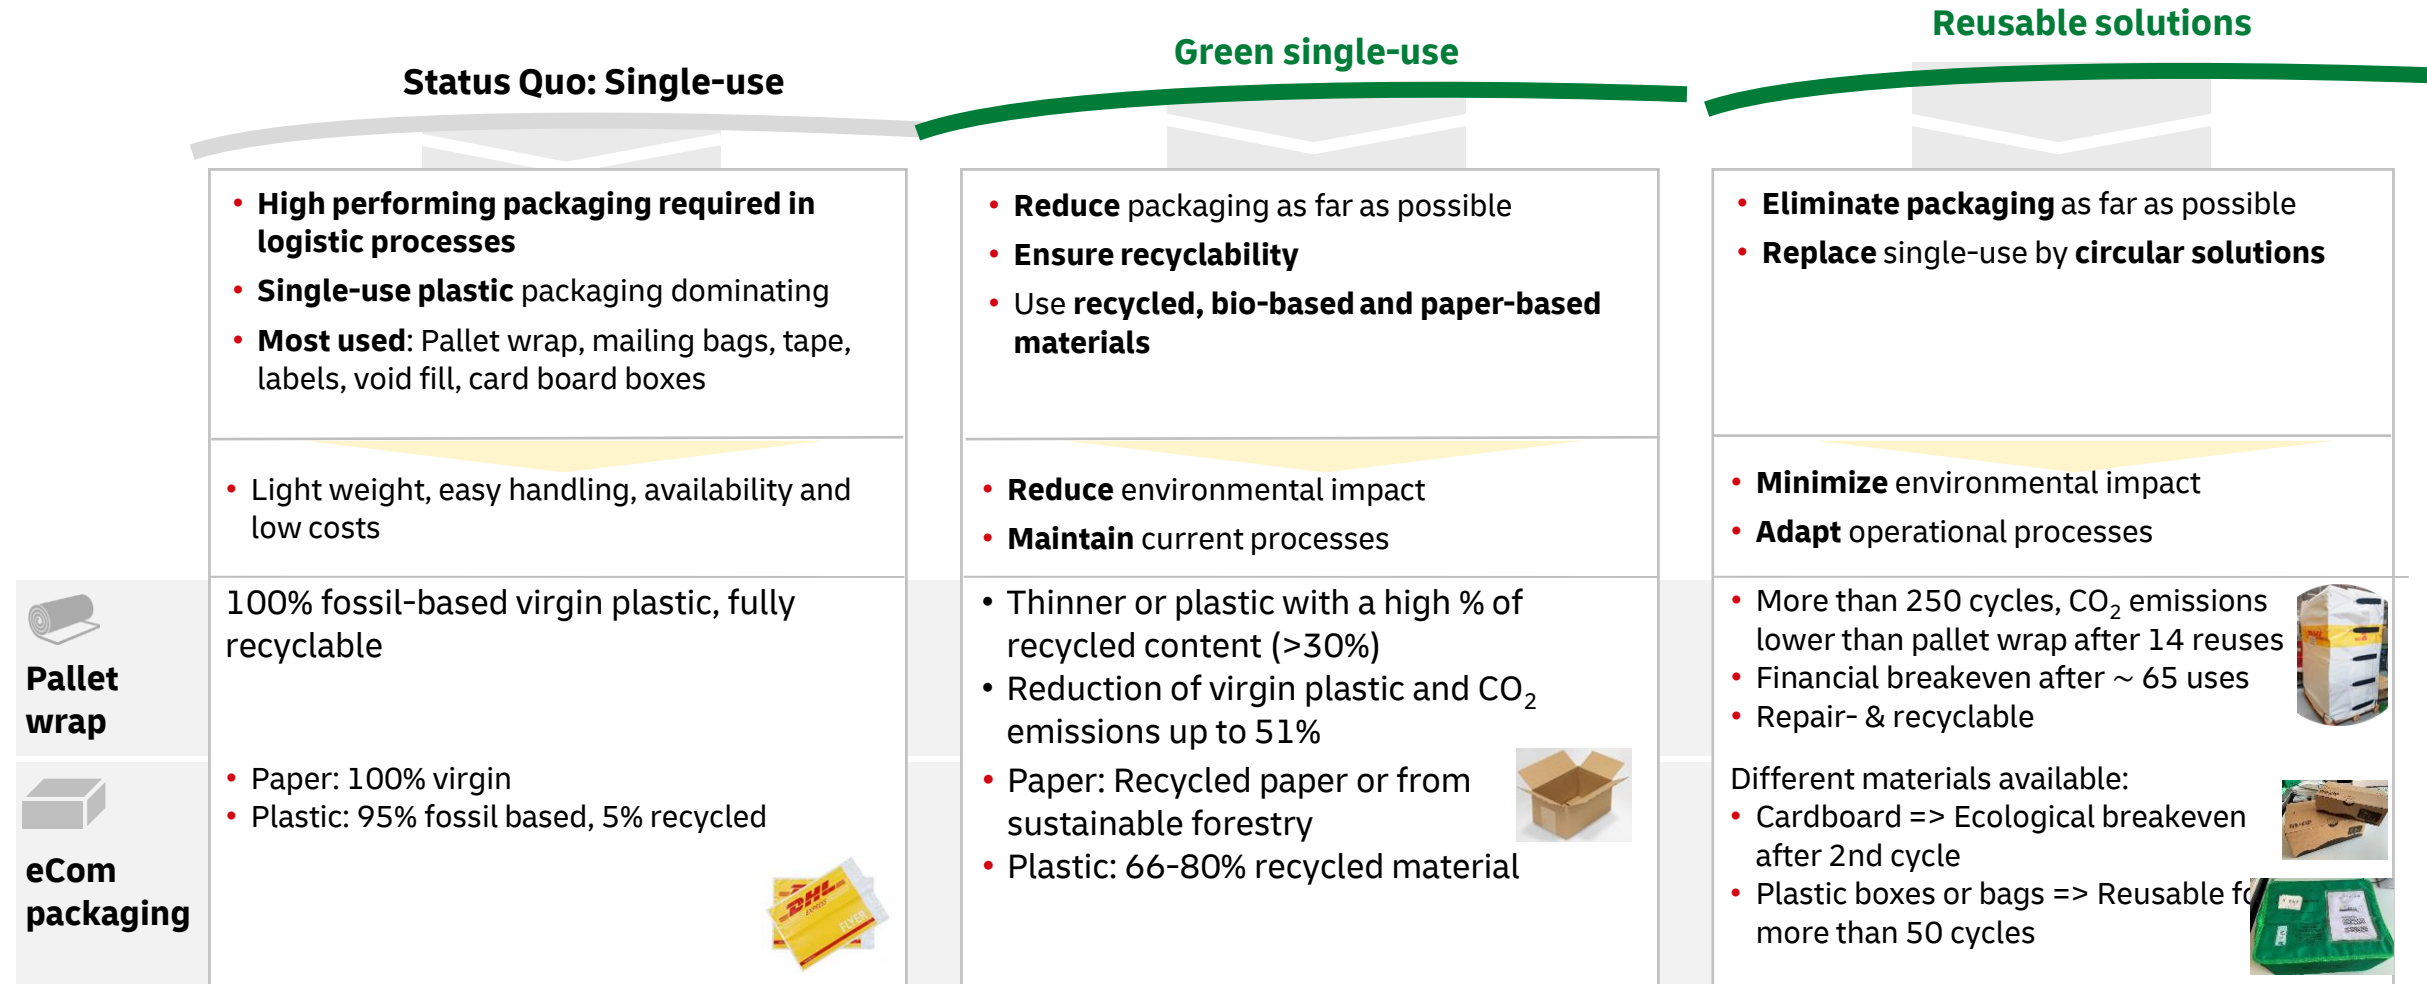 Status Quo: Single-use
High performing packaging required in
logistic processes
Single-use plastic packaging dominating
Most used: Pallet wrap, mailing bags, tape,
labels, void fill, card board boxes
Light weight, easy handling, availability and
low costs
Green single-use
Reduce packaging as far as possible
Ensure recyclability
Use recycled, bio-based and paper-based
materials
Reduce environmental impact
Maintain current processes
Reusable solutions
Eliminate packaging as far as possible
Replace single-use by circular solutions
Minimize environmental impact
Adapt operational processes
Pallet
wrap
100% fossil-based virgin plastic, fully
recyclable
• Thinner or plastic with a high % of
recycled content (>30%)
• Reduction of virgin plastic and CO₂
emissions up to 51%
• More than 250 cycles, CO₂ emissions
lower than pallet wrap after 14 reuses
• Financial breakeven after ~ 65 uses
• Repair- & recyclable
eCom
packaging
• Paper: 100% virgin
• Plastic: 95% fossil based, 5% recycled
DHL
EXPRESS
FLYER
• Paper: Recycled paper or from
sustainable forestry
• Plastic: 66-80% recycled material
Different materials available:
• Cardboard => Ecological breakeven
after 2nd cycle
• Plastic boxes or bags => Reusable fo
more than 50 cycles